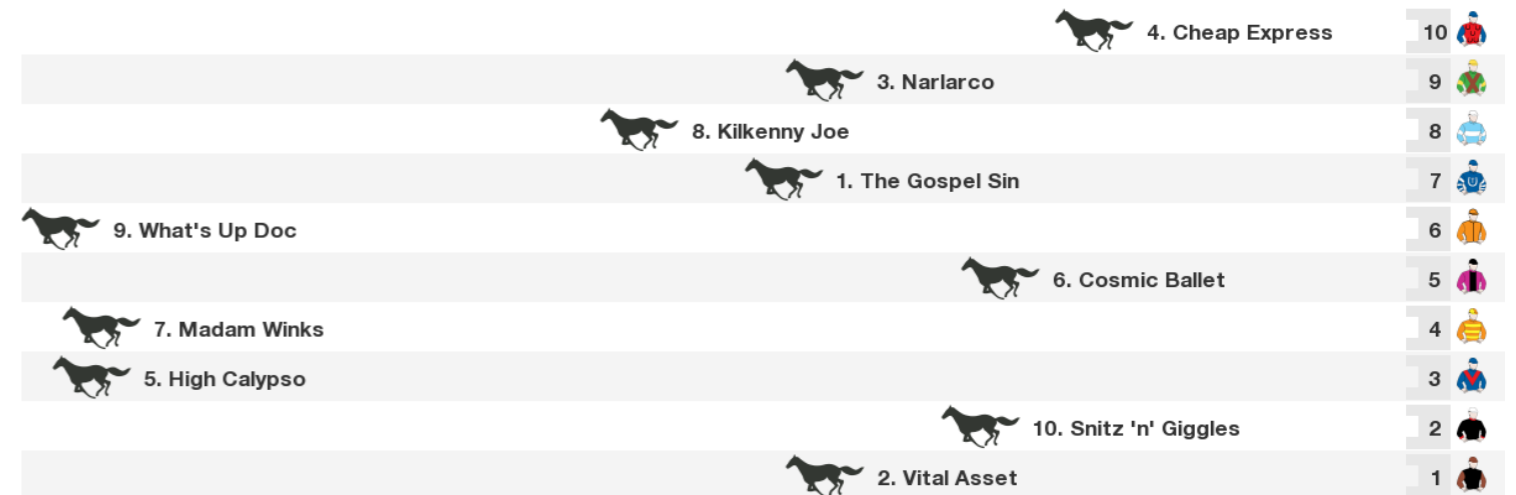 4. Cheap Express 10
3. Narlarco 9
8. Kilkenny Joe 8
1. The Gospel Sin 7
9. What's Up Doc 6
6. Cosmic Ballet 5
7. Madam Winks 4
5. High Calypso 3
10. Snitz 'n' Giggles 2
2. Vital Asset 1